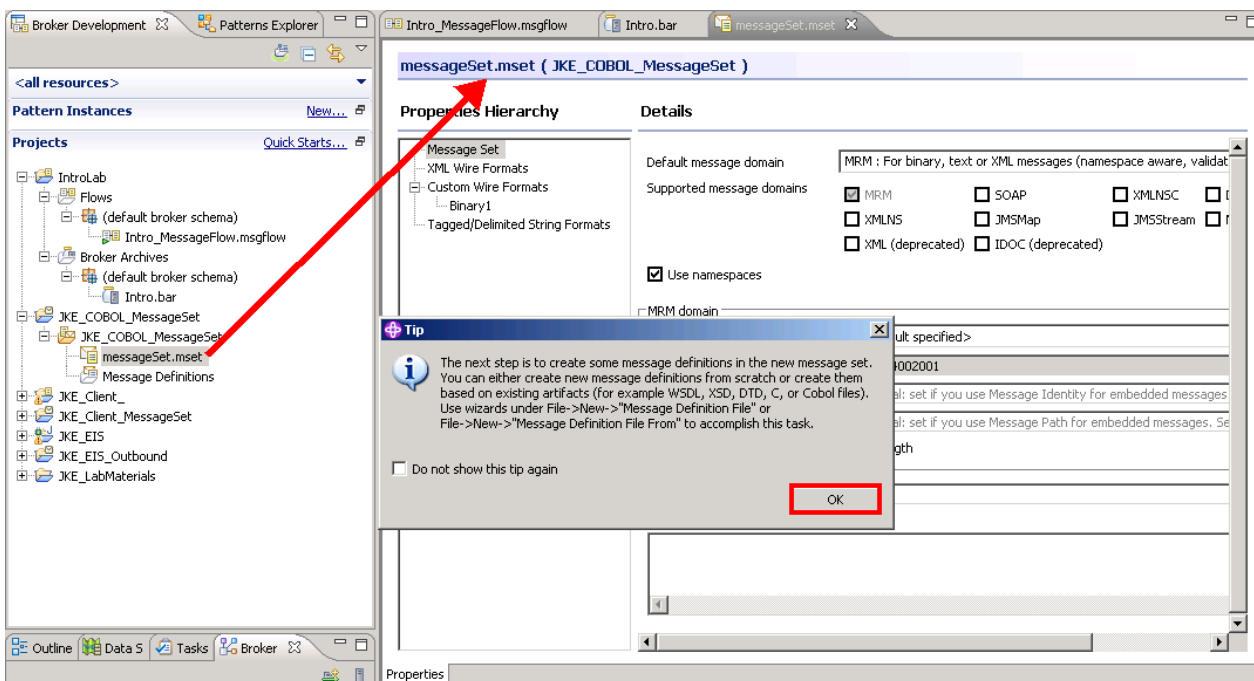 Broker Development
Patterns Explorer
<all resources>
Pattern Instances
New...
Projects
Quick Starts...
IntroLab
Flows
(default broker schema)
Intro_MessageFlow.msgflow
Broker Archives
(default broker schema)
Intro.bar
JKE_COBOL_MessageSet
JKE_COBOL_MessageSet
messageSet.mset
Message Definitions
JKE_Client_
JKE_Client_MessageSet
JKE_EIS
JKE_EIS_Outbound
JKE_LabMaterials
Outline
Data S
Tasks
Broker
Intro_MessageFlow.msgflow
Intro.bar
messageSet.mset
messageSet.mset ( JKE_COBOL_MessageSet )
Properties Hierarchy
Message Set
XML Wire Formats
Custom Wire Formats
Binary1
Tagged/Delimited String Formats
Details
Default message domain
MRM : For binary, text or XML messages (namespace aware, validat
Supported message domains
MRM
SOAP
XMLNSC
XMLNS
JMSMap
JMSStream
XML (deprecated)
IDOC (deprecated)
Use namespaces
MRM domain
ult specified>
002001
al: set if you use Message Identity for embedded messages
al: set if you use Message Path for embedded messages. Se
gth
Tip
The next step is to create some message definitions in the new message set.
You can either create new message definitions from scratch or create them
based on existing artifacts (for example WSDL, XSD, DTD, C, or Cobol files).
Use wizards under File->New->"Message Definition File" or
File->New->"Message Definition File From" to accomplish this task.
Do not show this tip again
OK
Properties